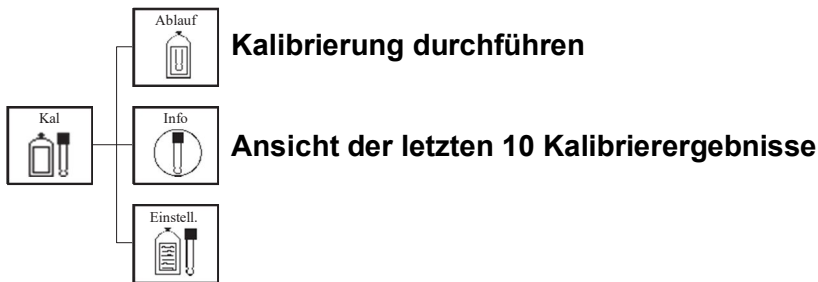 Ablauf
Kalibrierung durchführen
Kal
Info
Ansicht der letzten 10 Kalibrierergebnisse
Einstell.